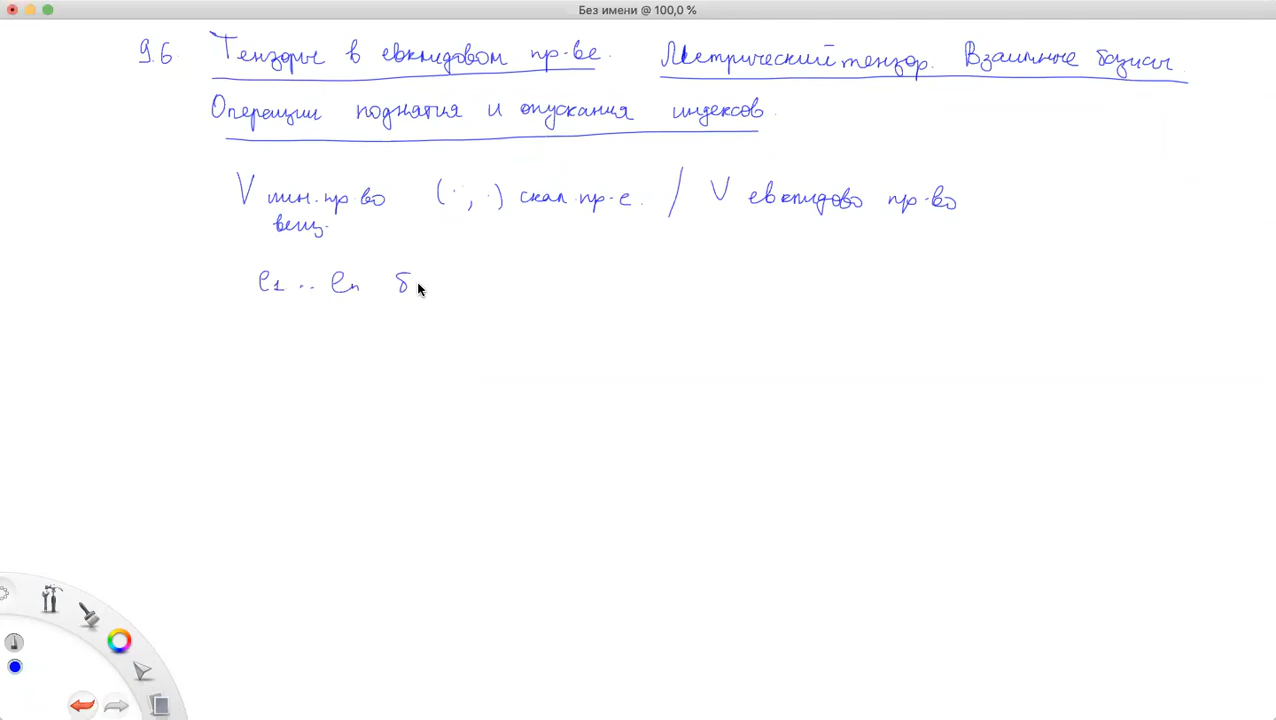 Без имени @ 100,0 %
9.6 Тензоры в евклидовом пр-ве. Метрический тензор. Взаимные базисы.
Операции поднятия и опускания индексов.
V лин. пр-во (·,·) скал. пр-е. / V евклидово пр-во
вещ.
e1 .. en б